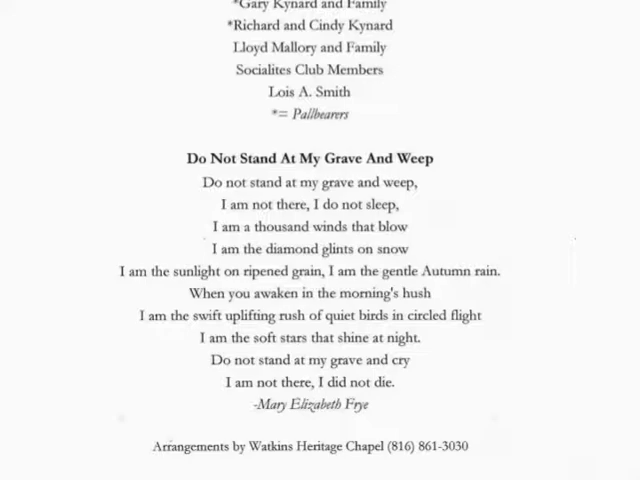 *Gary Kynard and Family
*Richard and Cindy Kynard
Lloyd Mallory and Family
Socialites Club Members
Lois A. Smith
*= Pallbearers
Do Not Stand At My Grave And Weep
Do not stand at my grave and weep,
I am not there, I do not sleep,
I am a thousand winds that blow
I am the diamond glints on snow
I am the sunlight on ripened grain, I am the gentle Autumn rain.
When you awaken in the morning's hush
I am the swift uplifting rush of quiet birds in circled flight
I am the soft stars that shine at night.
Do not stand at my grave and cry
I am not there, I did not die.
-Mary Elizabeth Frye
Arrangements by Watkins Heritage Chapel (816) 861-3030